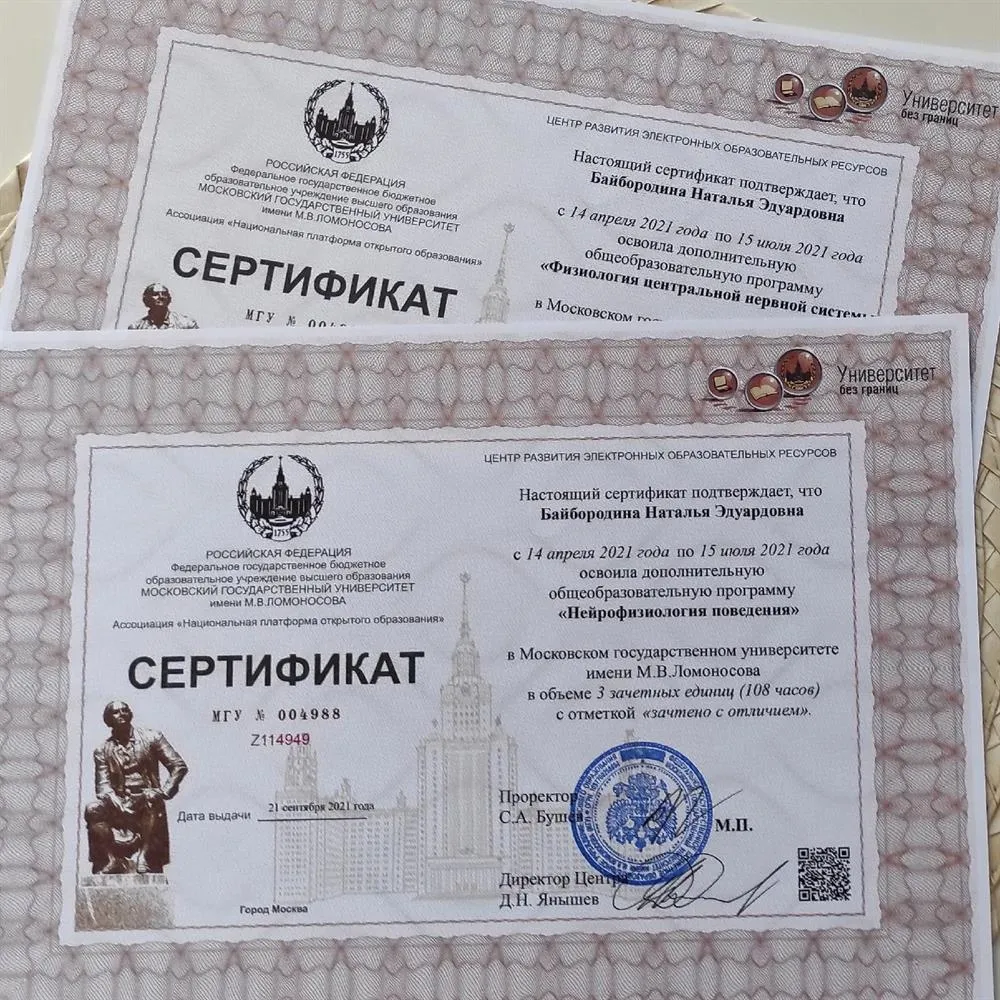 Университет
без границ
1755
РОССИЙСКАЯ ФЕДЕРАЦИЯ
Федеральное государственное бюджетное
образовательное учреждение высшего образования
МОСКОВСКИЙ ГОСУДАРСТВЕННЫЙ УНИВЕРСИТЕТ
имени М.В.ЛОМОНОСОВА
Ассоциация «Национальная платформа открытого образования»
СЕРТИФИКАТ
МГУ №
ЦЕНТР РАЗВИТИЯ ЭЛЕКТРОННЫХ ОБРАЗОВАТЕЛЬНЫХ РЕСУРСОВ
Настоящий сертификат подтверждает, что
Байбородина Наталья Эдуардовна
с 14 апреля 2021 года по 15 июля 2021 года
освоила дополнительную
общеобразовательную программу
«Физиология центральной нервной системы
в Московском
Университет
без границ
1755
РОССИЙСКАЯ ФЕДЕРАЦИЯ
Федеральное государственное бюджетное
образовательное учреждение высшего образования
МОСКОВСКИЙ ГОСУДАРСТВЕННЫЙ УНИВЕРСИТЕТ
имени М.В.ЛОМОНОСОВА
Ассоциация «Национальная платформа открытого образования»
СЕРТИФИКАТ
МГУ № 004988
Z114949
Дата выдачи 21 сентября 2021 года
Город Москва
ЦЕНТР РАЗВИТИЯ ЭЛЕКТРОННЫХ ОБРАЗОВАТЕЛЬНЫХ РЕСУРСОВ
Настоящий сертификат подтверждает, что
Байбородина Наталья Эдуардовна
с 14 апреля 2021 года по 15 июля 2021 года
освоила дополнительную
общеобразовательную программу
«Нейрофизиология поведения»
в Московском государственном университете
имени М.В.Ломоносова
в объеме 3 зачетных единиц (108 часов)
с отметкой «зачтено с отличием».
Проректор
С.А. Бушев
М.П.
Директор Центра
Д.Н. Янышев